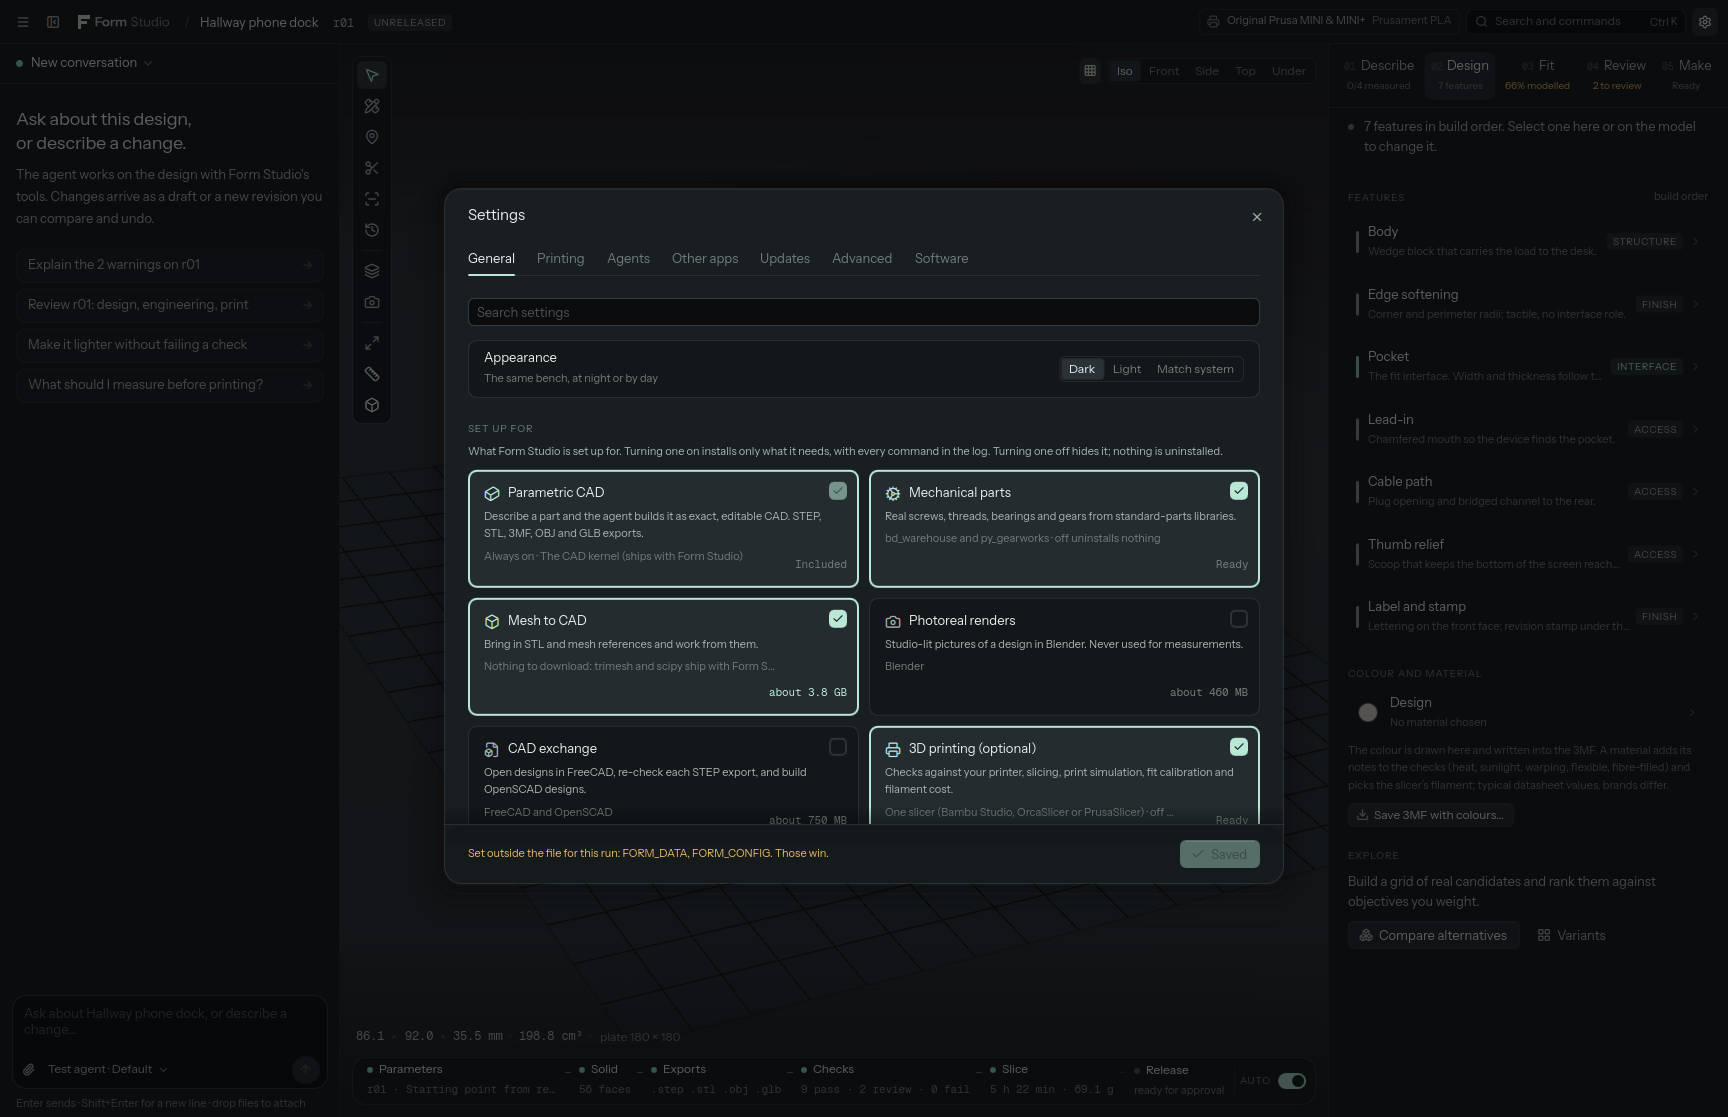 Form Studio / Hallway phone dock r01 UNRELEASED
Original Prusa MINI & MINI+ Prusament PLA
Search and commands Ctrl K
New conversation
Ask about this design,
or describe a change.
The agent works on the design with Form Studio's
tools. Changes arrive as a draft or a new revision you
can compare and undo.
Explain the 2 warnings on r01
Review r01: design, engineering, print
Make it lighter without failing a check
What should I measure before printing?
Ask about Hallway phone dock, or describe a
change...
Test agent · Default
Enter sends · Shift+Enter for a new line · drop files to attach
Iso Front Side Top Under
Settings
General Printing Agents Other apps Updates Advanced Software
Search settings
Appearance
The same bench, at night or by day
Dark Light Match system
SET UP FOR
What Form Studio is set up for. Turning one on installs only what it needs, with every command in the log. Turning one off hides it; nothing is uninstalled.
Parametric CAD
Describe a part and the agent builds it as exact, editable CAD. STEP,
STL, 3MF, OBJ and GLB exports.
Always on · The CAD kernel (ships with Form Studio)
Included
Mechanical parts
Real screws, threads, bearings and gears from standard-parts libraries.
bd_warehouse and py_gearworks · off uninstalls nothing
Ready
Mesh to CAD
Bring in STL and mesh references and work from them.
Nothing to download: trimesh and scipy ship with Form S...
about 3.8 GB
Photoreal renders
Studio-lit pictures of a design in Blender. Never used for measurements.
Blender
about 460 MB
CAD exchange
Open designs in FreeCAD, re-check each STEP export, and build
OpenSCAD designs.
FreeCAD and OpenSCAD
about 750 MB
3D printing (optional)
Checks against your printer, slicing, print simulation, fit calibration and
filament cost.
One slicer (Bambu Studio, OrcaSlicer or PrusaSlicer) · off ...
Ready
Set outside the file for this run: FORM_DATA, FORM_CONFIG. Those win.
Saved
86.1 × 92.0 × 35.5 mm · 198.8 cm³ · plate 180 × 180
Parameters
r01 · Starting point from re...
Solid
56 faces
Exports
.step .stl .obj .glb
Checks
9 pass · 2 review · 0 fail
Slice
5 h 22 min · 69.1 g
Release
ready for approval
AUTO
01 Describe
0/4 measured
02 Design
7 features
03 Fit
66% modelled
04 Review
2 to review
05 Make
Ready
7 features in build order. Select one here or on the model
to change it.
FEATURES build order
Body
Wedge block that carries the load to the desk.
STRUCTURE
Edge softening
Corner and perimeter radii; tactile, no interface role.
FINISH
Pocket
The fit interface. Width and thickness follow t...
INTERFACE
Lead-in
Chamfered mouth so the device finds the pocket.
ACCESS
Cable path
Plug opening and bridged channel to the rear.
ACCESS
Thumb relief
Scoop that keeps the bottom of the screen reach...
ACCESS
Label and stamp
Lettering on the front face; revision stamp under th...
FINISH
COLOUR AND MATERIAL
Design
No material chosen
The colour is drawn here and written into the 3MF. A material adds its
notes to the checks (heat, sunlight, warping, flexible, fibre-filled) and
picks the slicer's filament; typical datasheet values, brands differ.
Save 3MF with colours...
EXPLORE
Build a grid of real candidates and rank them against
objectives you weight.
Compare alternatives Variants